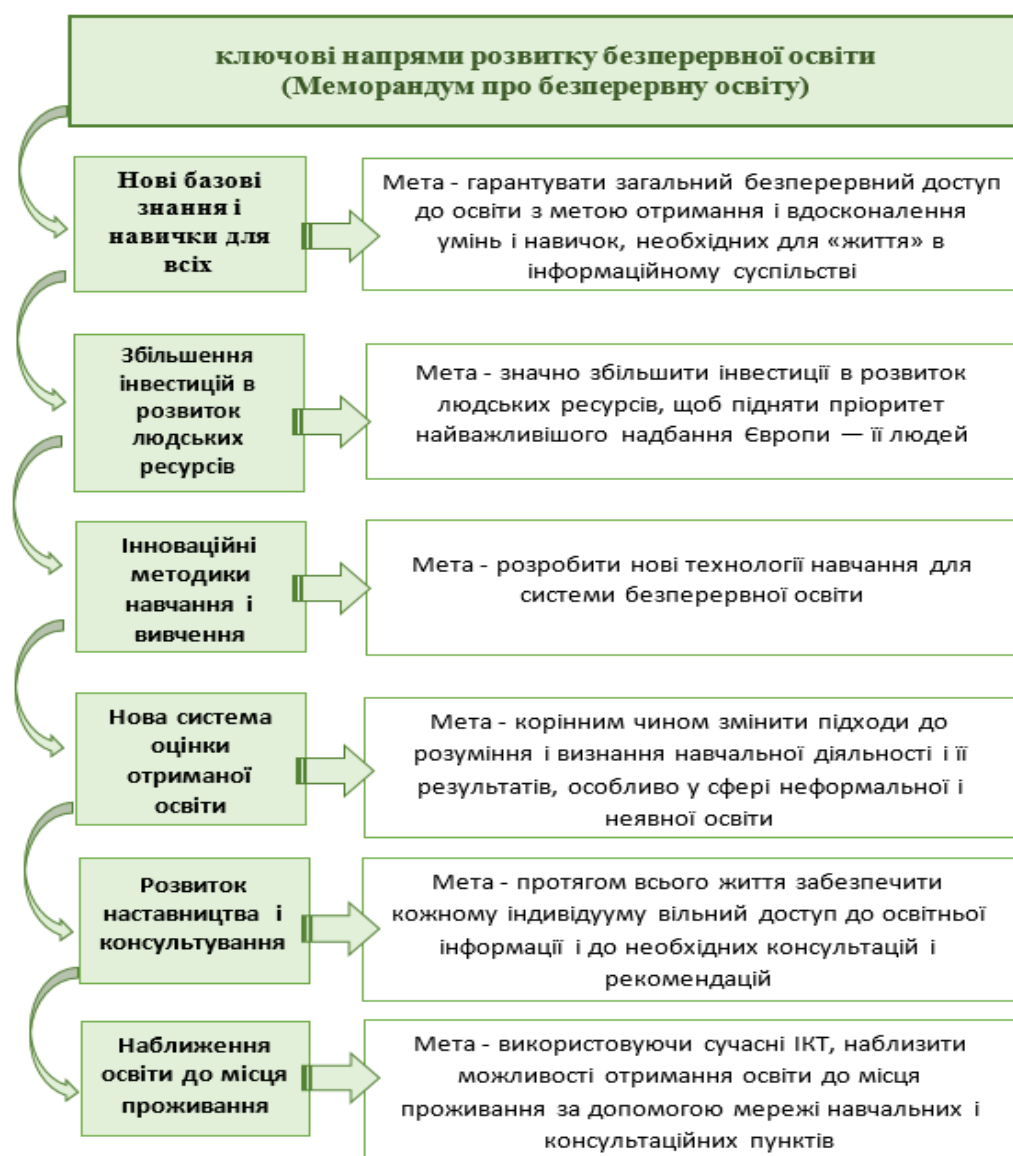 ключові напрями розвитку безперервної освіти
(Меморандум про безперервну освіту)
Нові базові
знання і
навички для
всіх
Мета - гарантувати загальний безперервний доступ
до освіти з метою отримання і вдосконалення
умінь і навичок, необхідних для «життя» в
інформаційному суспільстві
Збільшення
інвестицій в
розвиток
людських
ресурсів
Мета - значно збільшити інвестиції в розвиток
людських ресурсів, щоб підняти пріоритет
найважливішого надбання Європи — її людей
Інноваційні
методики
навчання і
вивчення
Мета - розробити нові технології навчання для
системи безперервної освіти
Нова система
оцінки
отриманої
освіти
Мета - корінним чином змінити підходи до
розуміння і визнання навчальної діяльності і її
результатів, особливо у сфері неформальної і
неявної освіти
Розвиток
наставництва і
консультування
Мета - протягом всього життя забезпечити
кожному індивідууму вільний доступ до освітньої
інформації і до необхідних консультацій і
рекомендацій
Наближення
освіти до місця
проживання
Мета - використовуючи сучасні ІКТ, наблизити
можливості отримання освіти до місця
проживання за допомогою мережі навчальних і
консультаційних пунктів